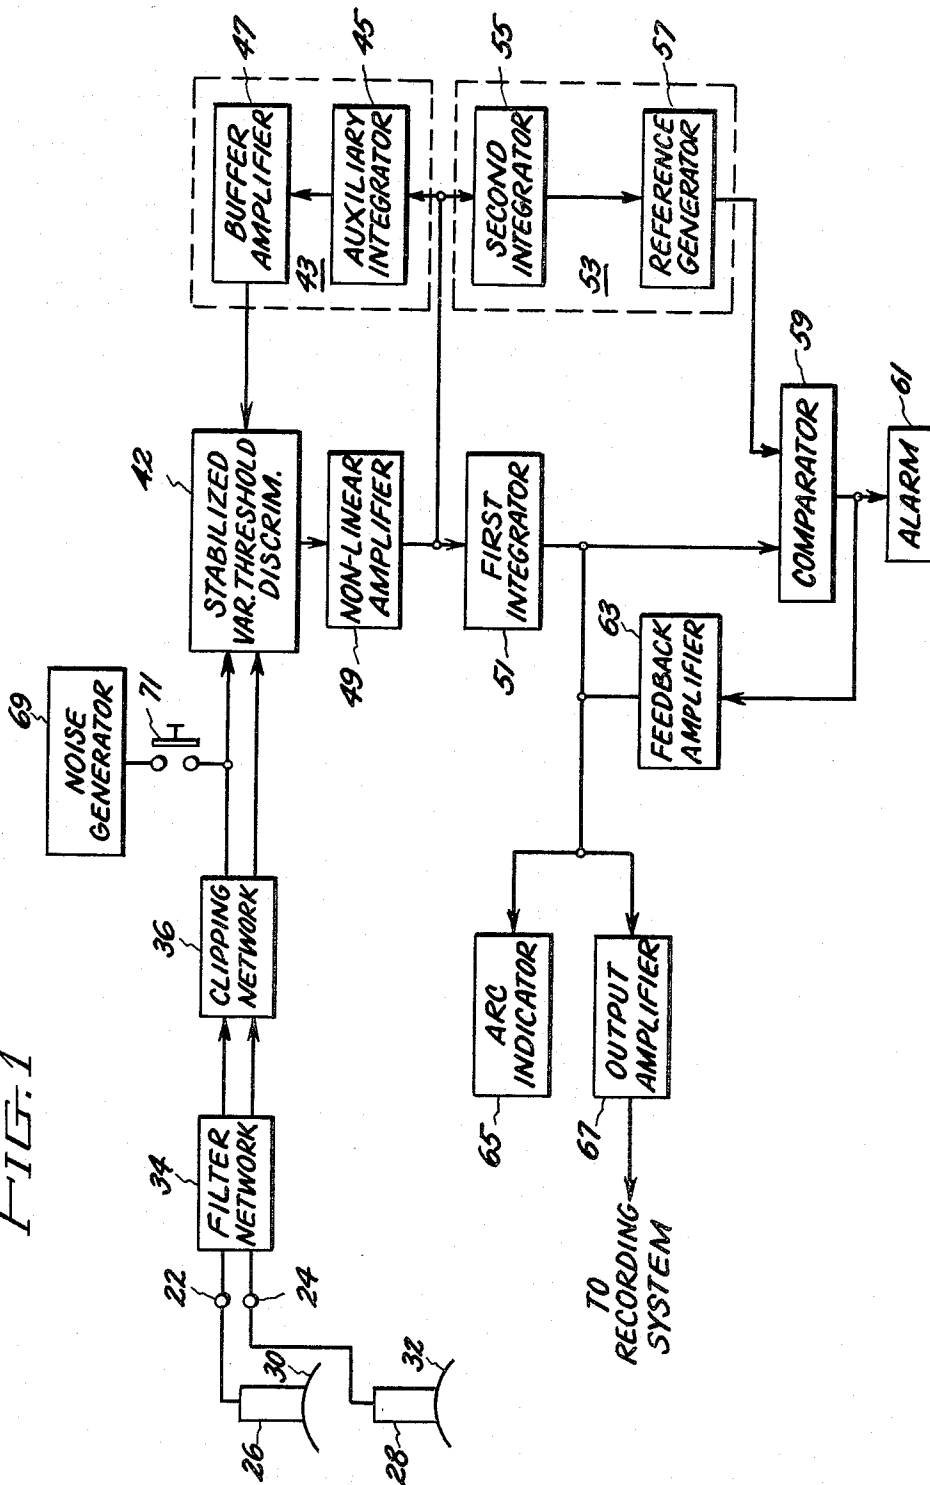 FIG. 1
26
30
28
32
22
24
34
FILTER
NETWORK
36
CLIPPING
NETWORK
69
NOISE
GENERATOR
71
42
STABILIZED
VAR. THRESHOLD
DISCRIM.
47
BUFFER
AMPLIFIER
43
45
AUXILIARY
INTEGRATOR
49
NON-LINEAR
AMPLIFIER
51
FIRST
INTEGRATOR
55
SECOND
INTEGRATOR
53
57
REFERENCE
GENERATOR
59
COMPARATOR
61
ALARM
63
FEEDBACK
AMPLIFIER
65
ARC
INDICATOR
67
OUTPUT
AMPLIFIER
TO
RECORDING
SYSTEM